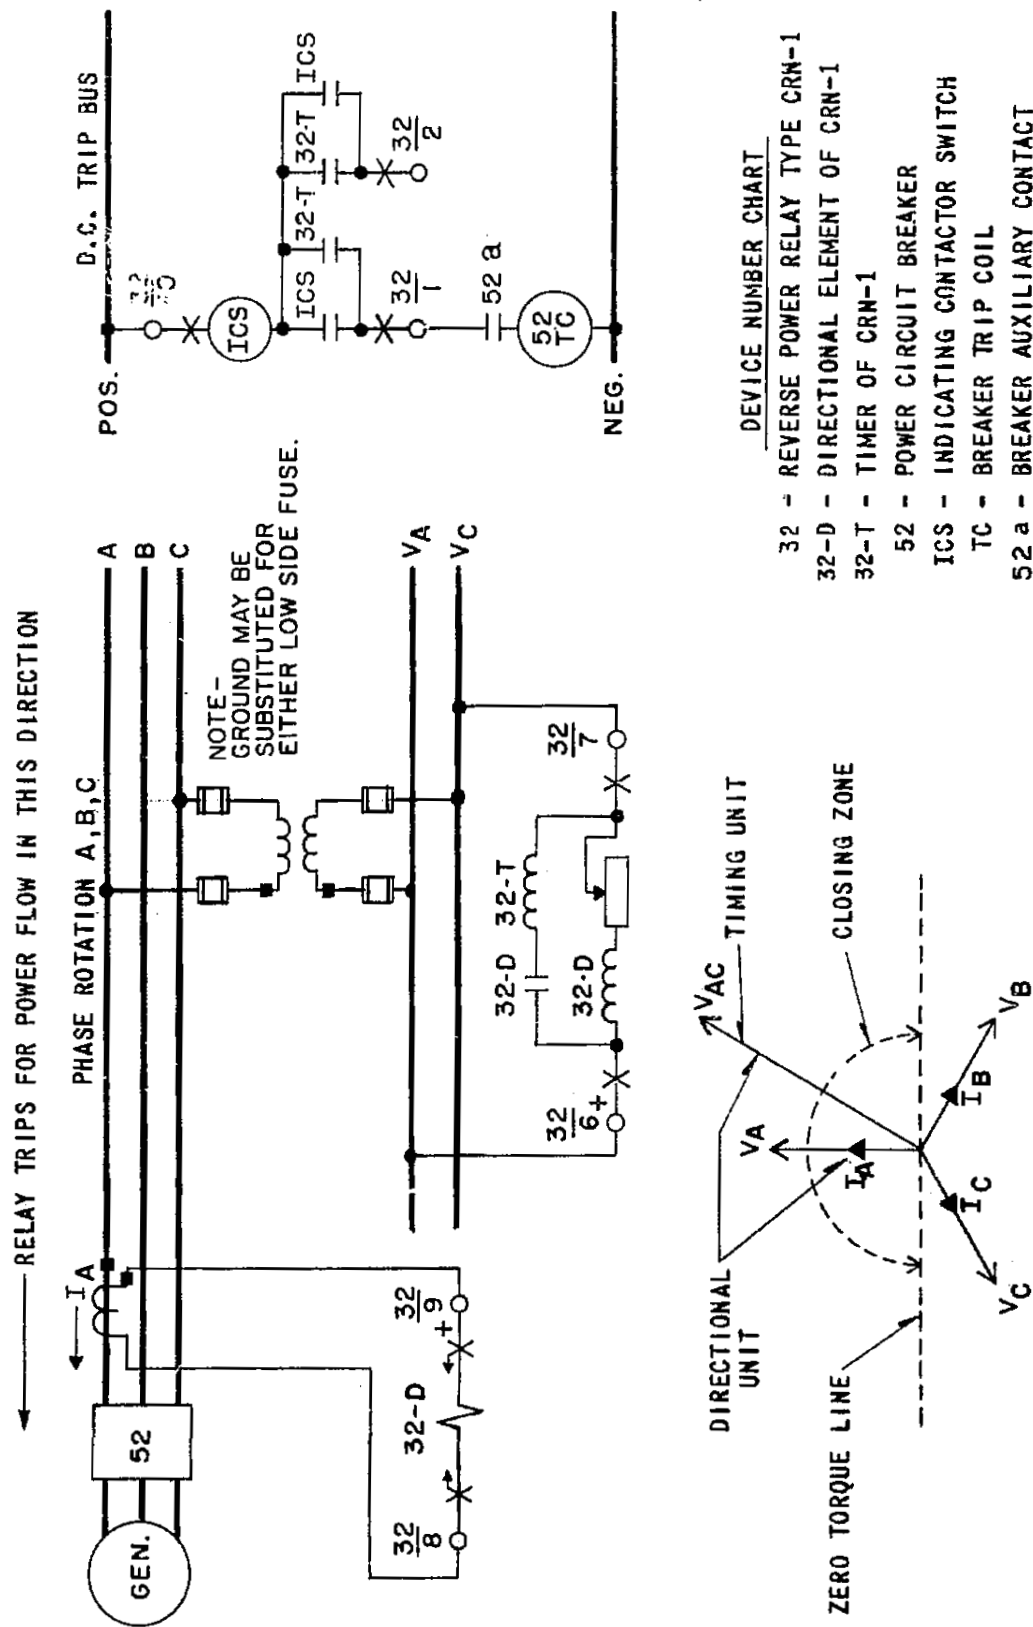 RELAY TRIPS FOR POWER FLOW IN THIS DIRECTION
PHASE ROTATION A,B,C
I
A
GEN.
52
A
B
C
NOTE-
GROUND MAY BE
SUBSTITUTED FOR
EITHER LOW SIDE FUSE.
VA
VC
32
8
32-D
32
9
+
32
6
+
32-D
32-T
32-D
32
7
D.C. TRIP BUS
POS.
ICS
ICS
32-T
32-T
ICS
32
1
32
2
52 a
52
TC
NEG.
DIRECTIONAL
UNIT
ZERO TORQUE LINE
VA
IA
VAC
TIMING UNIT
CLOSING ZONE
IC
VC
IB
VB
DEVICE NUMBER CHART
32 - REVERSE POWER RELAY TYPE CRN-1
32-D - DIRECTIONAL ELEMENT OF CRN-1
32-T - TIMER OF CRN-1
52 - POWER CIRCUIT BREAKER
ICS - INDICATING CONTACTOR SWITCH
TC - BREAKER TRIP COIL
52 a - BREAKER AUXILIARY CONTACT